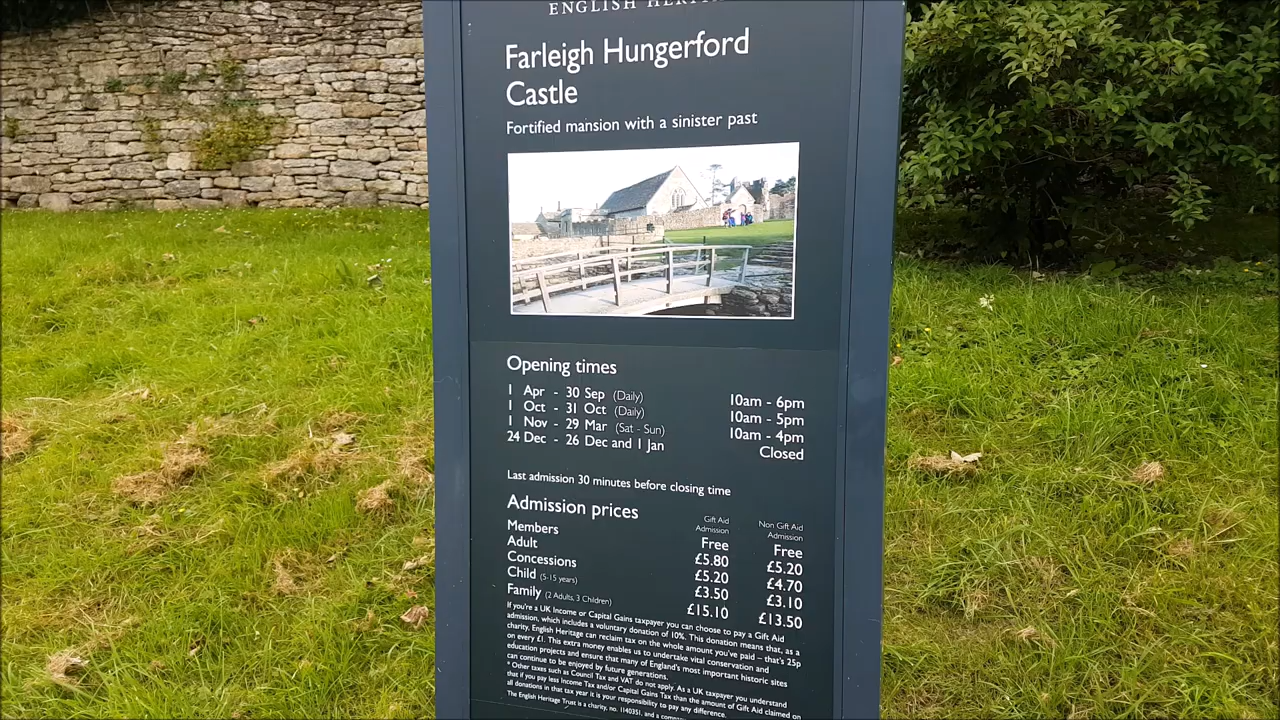 ENGLISH
Farleigh Hungerford
Castle
Fortified mansion with a sinister past
Opening times
1 Apr - 30 Sep (Daily) 10am - 6pm
1 Oct - 31 Oct (Daily) 10am - 5pm
1 Nov - 29 Mar (Sat - Sun) 10am - 4pm
24 Dec - 26 Dec and 1 Jan Closed
Last admission 30 minutes before closing time
Admission prices Gift Aid Admission Non Gift Aid Admission
Members Free Free
Adult £5.80 £5.20
Concessions £5.20 £4.70
Child (5-15 years) £3.50 £3.10
Family (2 Adults, 3 Children) £15.10 £13.50
If you're a UK Income or Capital Gains taxpayer you can choose to pay a Gift Aid
admission, which includes a voluntary donation of 10%. This donation means that, as a
charity, English Heritage can reclaim tax on the whole amount you've paid – that's 25p
on every £1. This extra money enables us to undertake vital conservation and
education projects and ensure that many of England's most important historic sites
can continue to be enjoyed by future generations.
* Other taxes such as Council Tax and VAT do not apply. As a UK taxpayer you understand
that if you pay less Income Tax and/or Capital Gains Tax than the amount of Gift Aid claimed on
all donations in that tax year it is your responsibility to pay any difference.
The English Heritage Trust is a charity, no. 1140351, and a